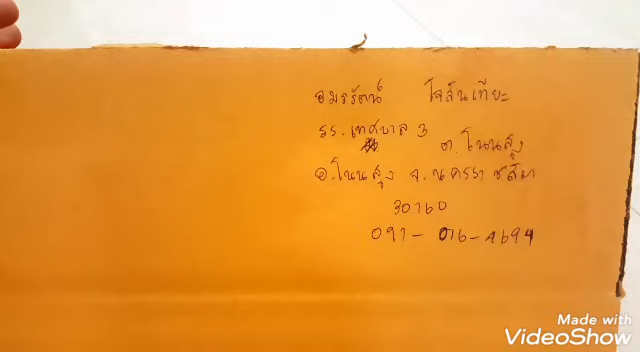 อมรรัตน์ โจสันเทียะ
รร.เทศบาล 3 ต.โนนสูง
อ.โนนสูง จ.นครราชสีมา
30160
091-016-4694
Made with
VideoShow